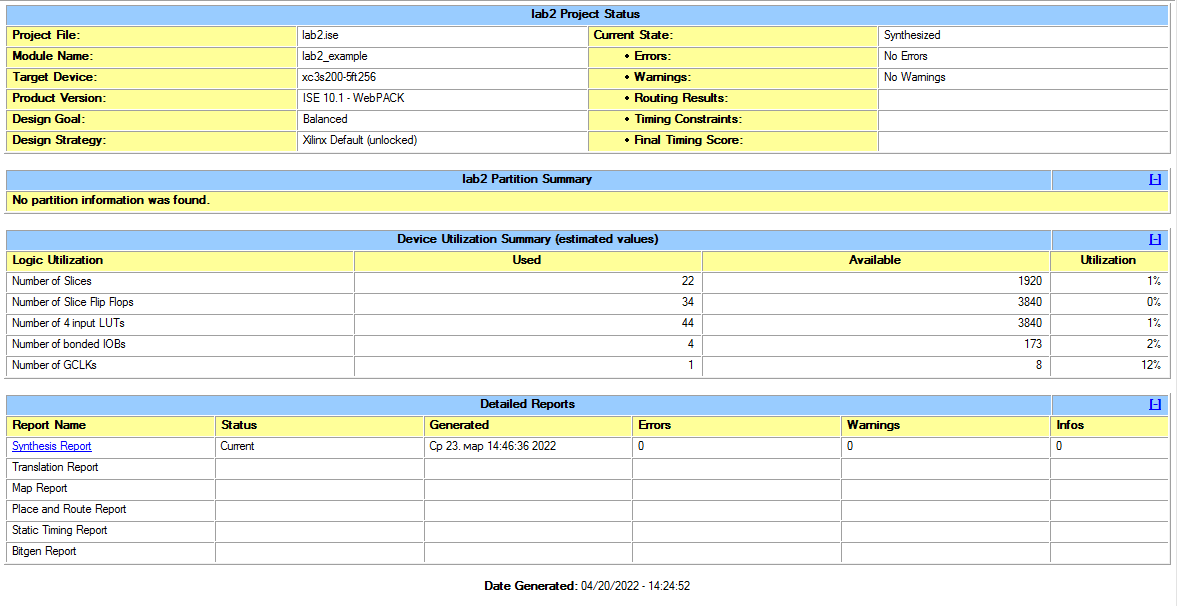 lab2 Project Status
Project File: lab2.ise Current State: Synthesized
Module Name: lab2_example • Errors: No Errors
Target Device: xc3s200-5ft256 • Warnings: No Warnings
Product Version: ISE 10.1 - WebPACK • Routing Results:
Design Goal: Balanced • Timing Constraints:
Design Strategy: Xilinx Default (unlocked) • Final Timing Score:
lab2 Partition Summary [-]
No partition information was found.
Device Utilization Summary (estimated values) [-]
Logic Utilization Used Available Utilization
Number of Slices 22 1920 1%
Number of Slice Flip Flops 34 3840 0%
Number of 4 input LUTs 44 3840 1%
Number of bonded IOBs 4 173 2%
Number of GCLKs 1 8 12%
Detailed Reports [-]
Report Name Status Generated Errors Warnings Infos
Synthesis Report Current Ср 23. мар 14:46:36 2022 0 0 0
Translation Report
Map Report
Place and Route Report
Static Timing Report
Bitgen Report
Date Generated: 04/20/2022 - 14:24:52